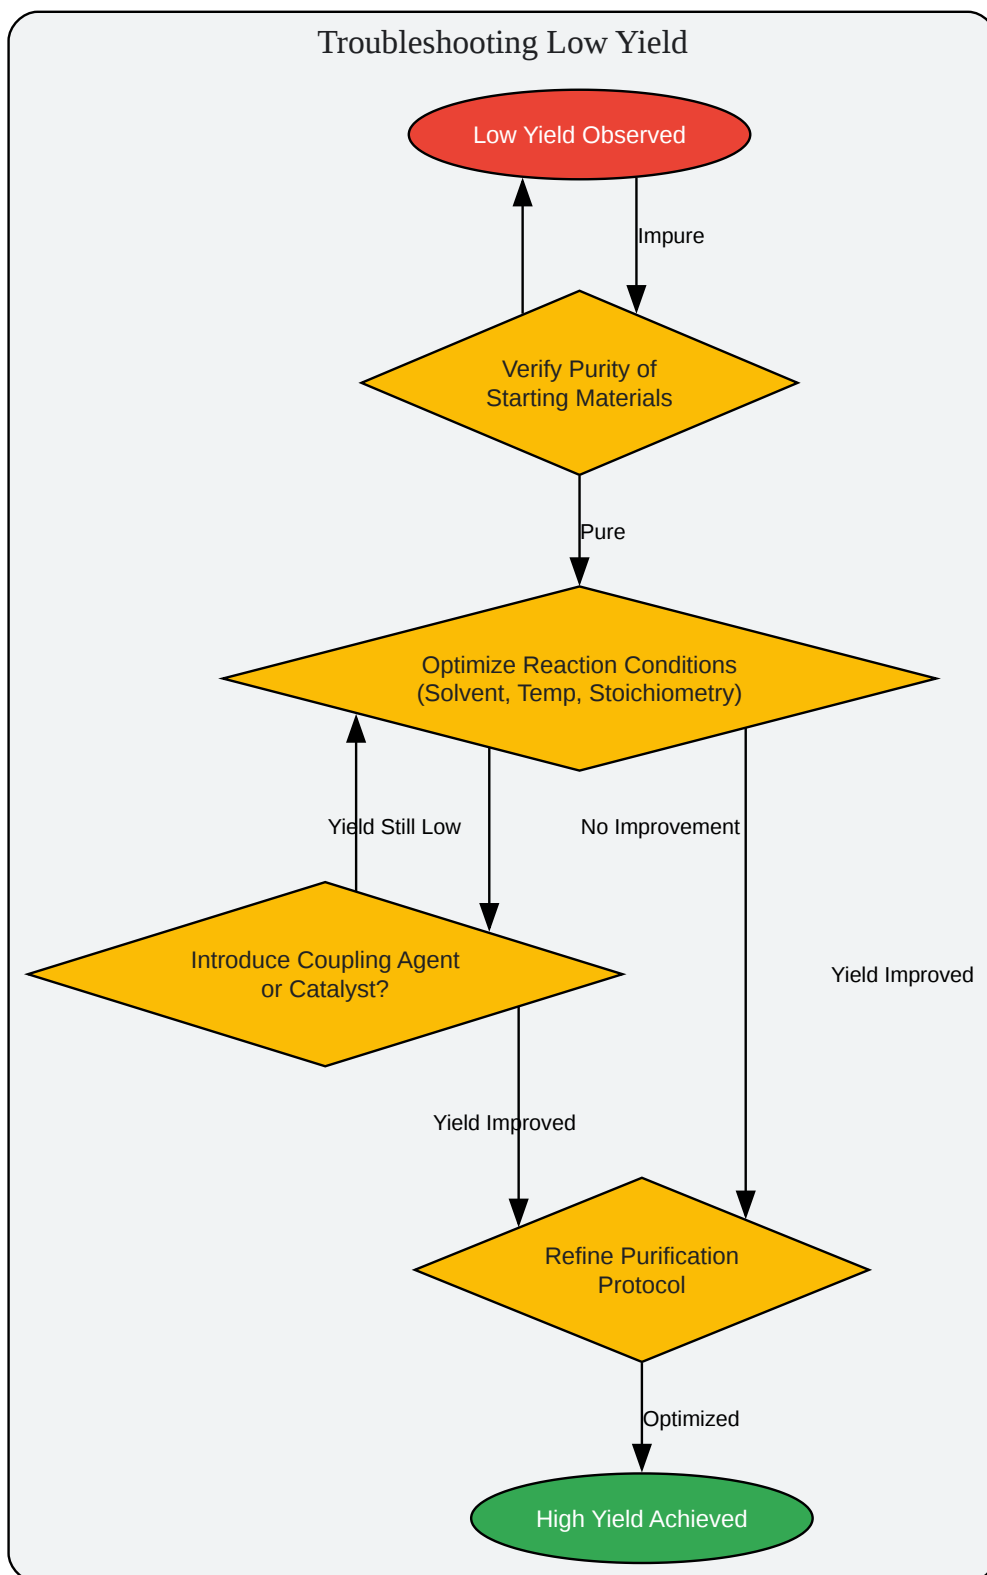 Troubleshooting Low Yield
Low Yield Observed
Impure
Verify Purity of
Starting Materials
Pure
Optimize Reaction Conditions
(Solvent, Temp, Stoichiometry)
Yield Still Low
No Improvement
Introduce Coupling Agent
or Catalyst?
Yield Improved
Yield Improved
Refine Purification
Protocol
Optimized
High Yield Achieved